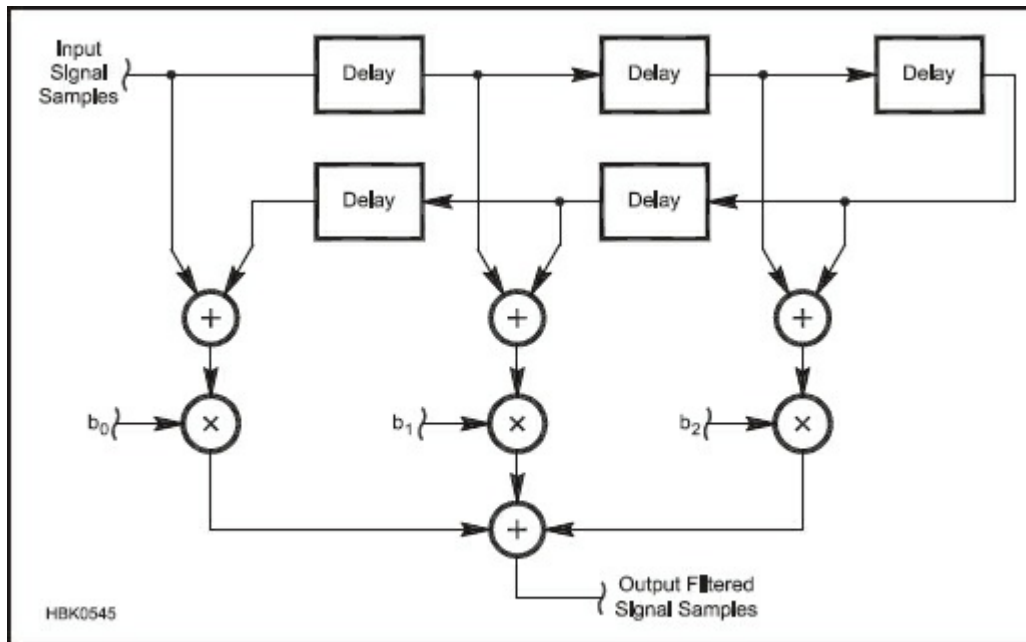 Input
Signal
Samples
Delay
Delay
Delay
Delay
Delay
+
+
+
b0
×
b1
×
b2
×
+
Output Filtered
Signal Samples
HBK0545